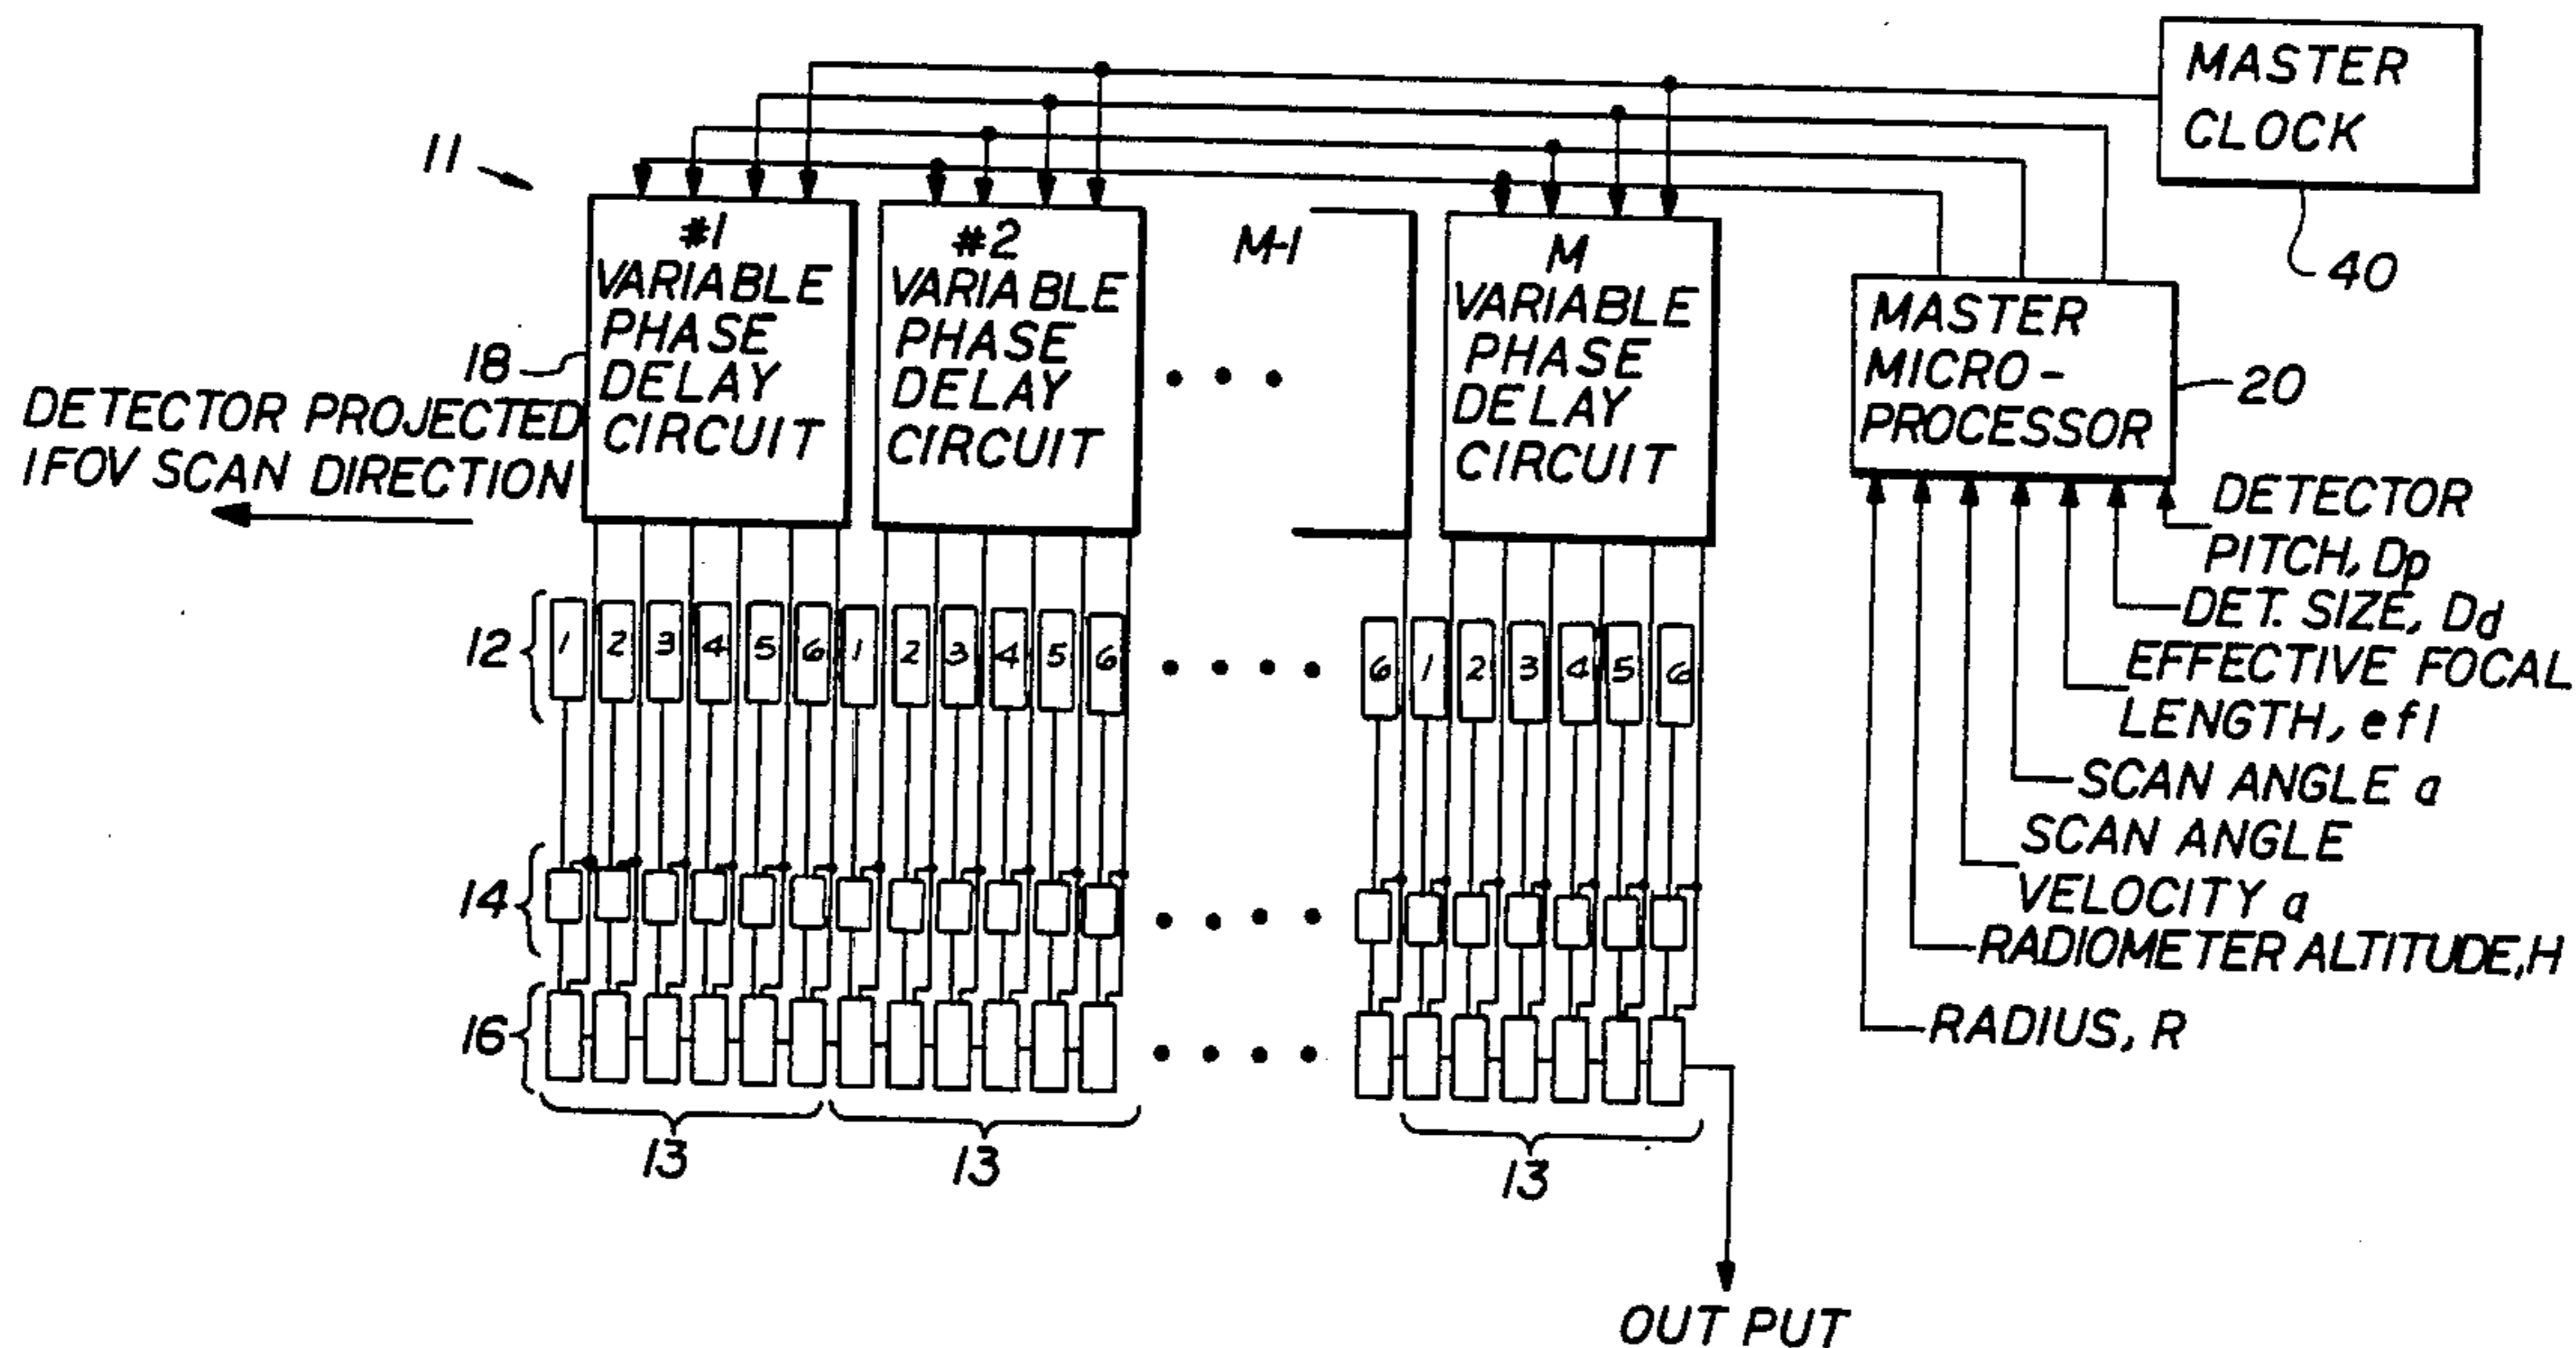 MASTER
CLOCK
40
11
#1
VARIABLE
PHASE
DELAY
CIRCUIT
#2
VARIABLE
PHASE
DELAY
CIRCUIT
M-1
M
VARIABLE
PHASE
DELAY
CIRCUIT
MASTER
MICRO-
PROCESSOR
20
18
DETECTOR PROJECTED
IFOV SCAN DIRECTION
DETECTOR
PITCH, Dp
DET. SIZE, Dd
EFFECTIVE FOCAL
LENGTH, efl
SCAN ANGLE a
SCAN ANGLE
VELOCITY a
RADIOMETER ALTITUDE, H
RADIUS, R
12
1 2 3 4 5 6 1 2 3 4 5 6 6 1 2 3 4 5 6
14
16
13 13 13
OUT PUT